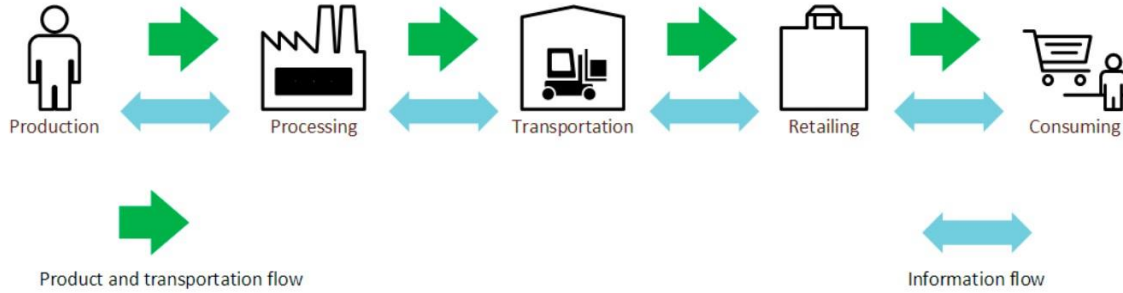 Production
Processing
Transportation
Retailing
Consuming
Product and transportation flow
Information flow